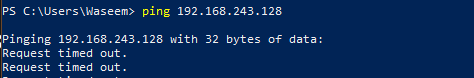 PS C:\Users\Waseem> ping 192.168.243.128
Pinging 192.168.243.128 with 32 bytes of data:
Request timed out.
Request timed out.